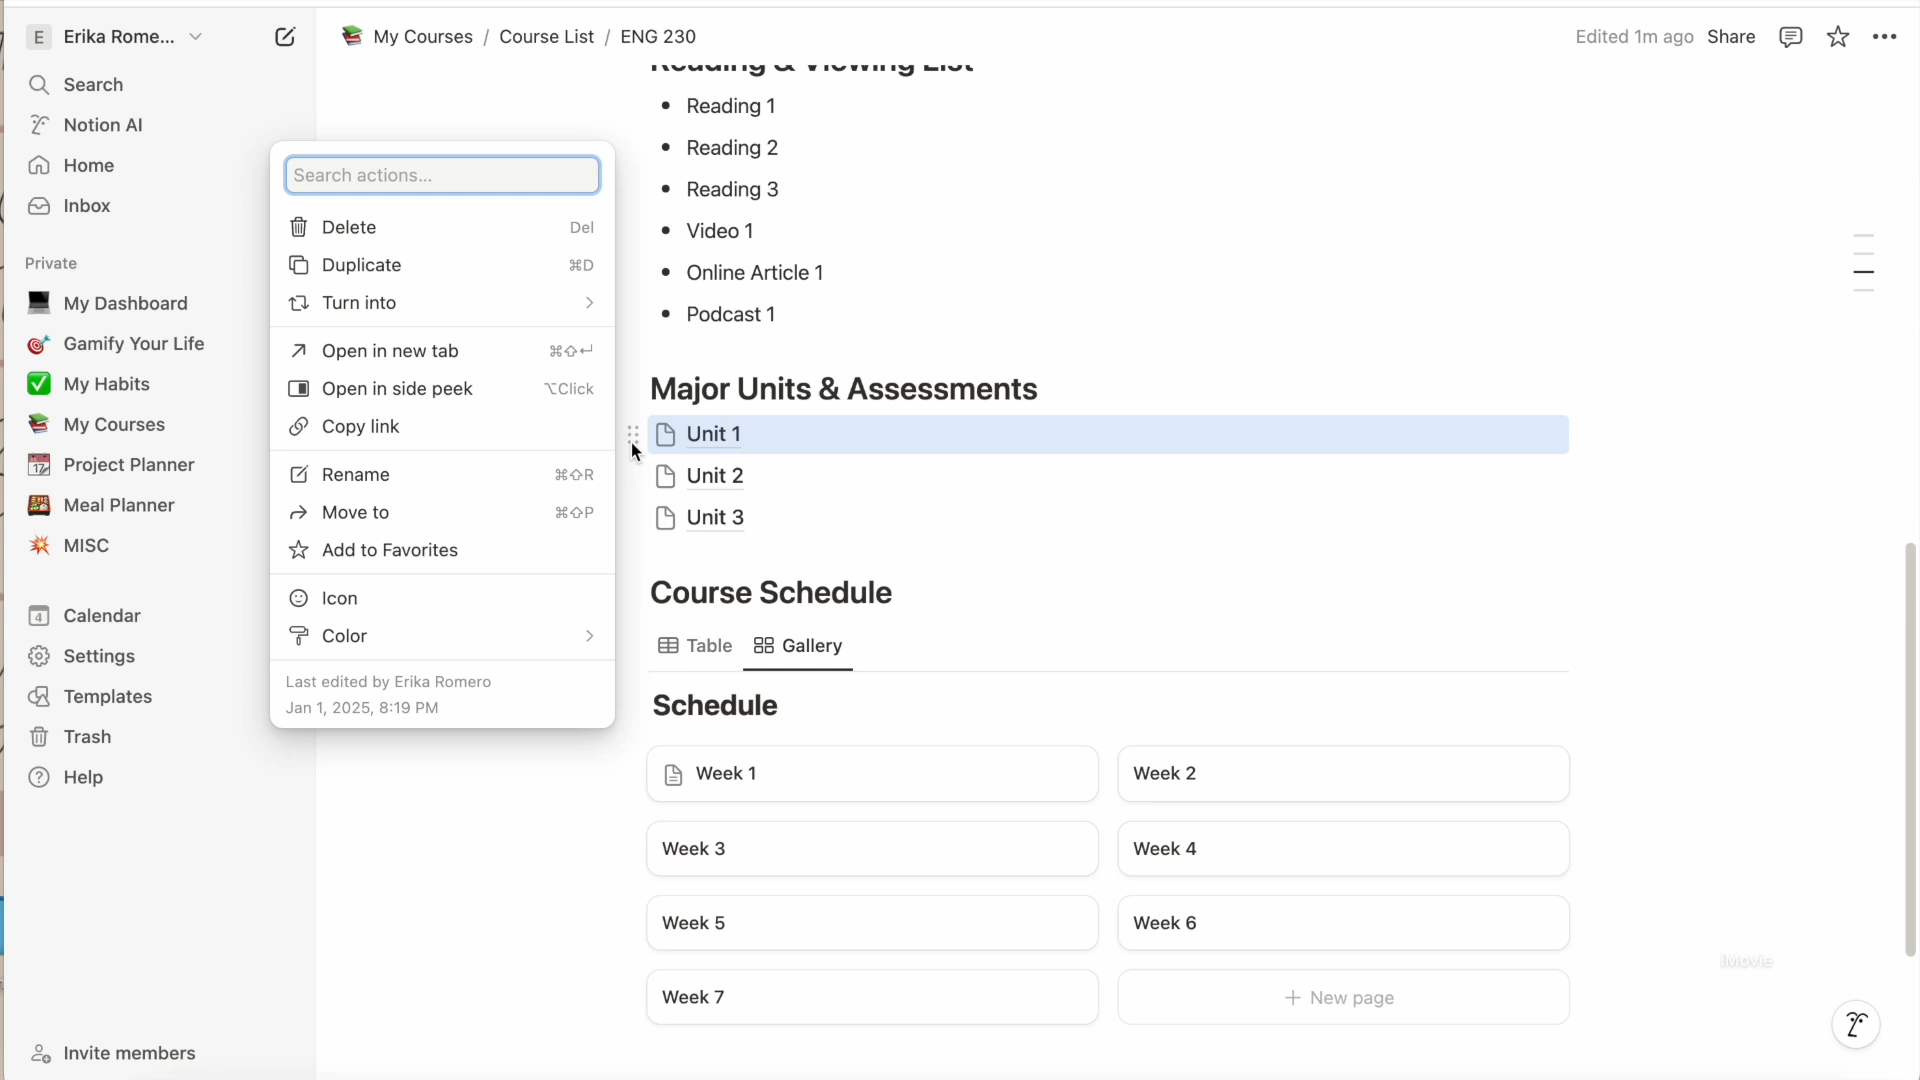 E Erika Rome...
Search
Notion AI
Home
Inbox
Private
My Dashboard
Gamify Your Life
My Habits
My Courses
17 Project Planner
Meal Planner
MISC
4 Calendar
Settings
Templates
Trash
? Help
Invite members
My Courses / Course List / ENG 230
Edited 1m ago Share
Search actions...
Delete Del
Duplicate ⌘D
Turn into
Open in new tab ⌘⇧↵
Open in side peek ⌥Click
Copy link
Rename ⌘⇧R
Move to ⌘⇧P
Add to Favorites
Icon
Color
Last edited by Erika Romero
Jan 1, 2025, 8:19 PM
Reading & Viewing List
• Reading 1
• Reading 2
• Reading 3
• Video 1
• Online Article 1
• Podcast 1
Major Units & Assessments
Unit 1
Unit 2
Unit 3
Course Schedule
Table Gallery
Schedule
Week 1 Week 2
Week 3 Week 4
Week 5 Week 6
Week 7 + New page
iMovie